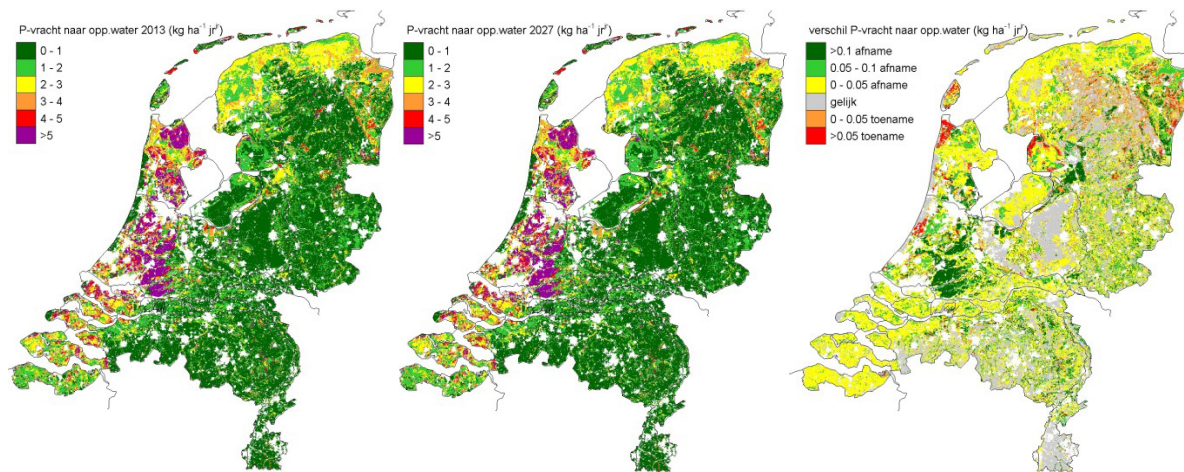 P-vracht naar opp.water 2013 (kg ha⁻¹ jr⁻¹)
0 - 1
1 - 2
2 - 3
3 - 4
4 - 5
>5
P-vracht naar opp.water 2027 (kg ha⁻¹ jr⁻¹)
0 - 1
1 - 2
2 - 3
3 - 4
4 - 5
>5
verschil P-vracht naar opp.water (kg ha⁻¹ jr⁻¹)
>0.1 afname
0.05 - 0.1 afname
0 - 0.05 afname
gelijk
0 - 0.05 toename
>0.05 toename